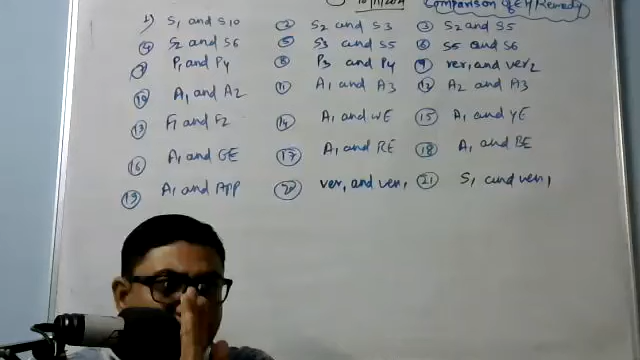 Comparison of EH Remedy
1) S1 and S10 ② S2 and S3 ③ S2 and S5
④ S2 and S6 ⑤ S3 and S5 ⑥ S5 and S6
⑦ P1 and P4 ⑧ P3 and P4 ⑨ ver1 and ver2
⑩ A1 and A2 ⑪ A1 and A3 ⑫ A2 and A3
⑬ F1 and F2 ⑭ A1 and WE ⑮ A1 and YE
⑯ A1 and GE ⑰ A1 and RE ⑱ A1 and BE
⑲ A1 and APP ⑳ ver1 and ven1 ㉑ S1 and ven1